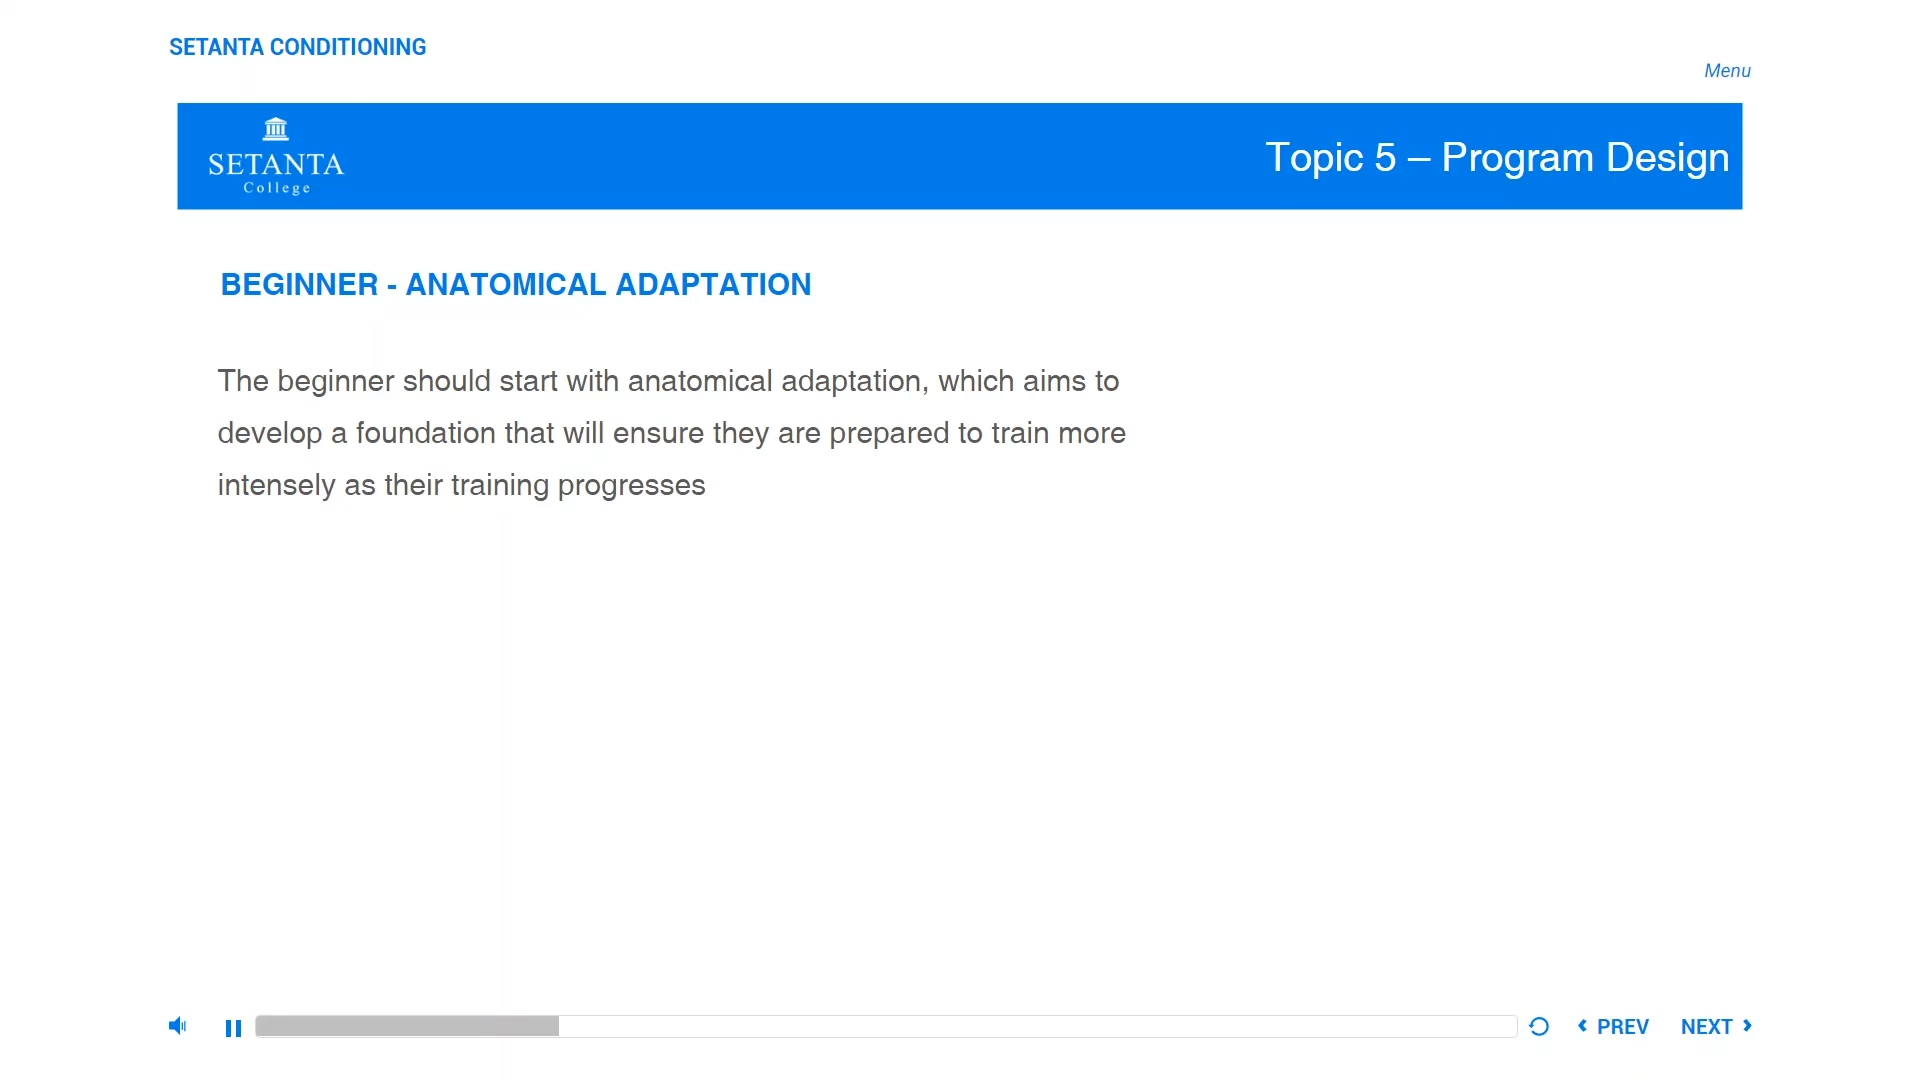 SETANTA CONDITIONING
Menu
SETANTA
College
Topic 5 – Program Design
BEGINNER - ANATOMICAL ADAPTATION
The beginner should start with anatomical adaptation, which aims to
develop a foundation that will ensure they are prepared to train more
intensely as their training progresses
PREV
NEXT